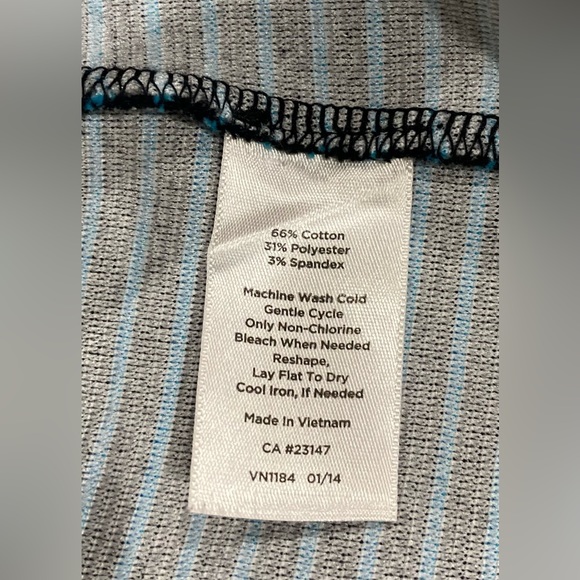 66% Cotton
31% Polyester
3% Spandex
Machine Wash Cold
Gentle Cycle
Only Non-Chlorine
Bleach When Needed
Reshape,
Lay Flat To Dry
Cool Iron, If Needed
Made In Vietnam
CA #23147
VN1184 01/14